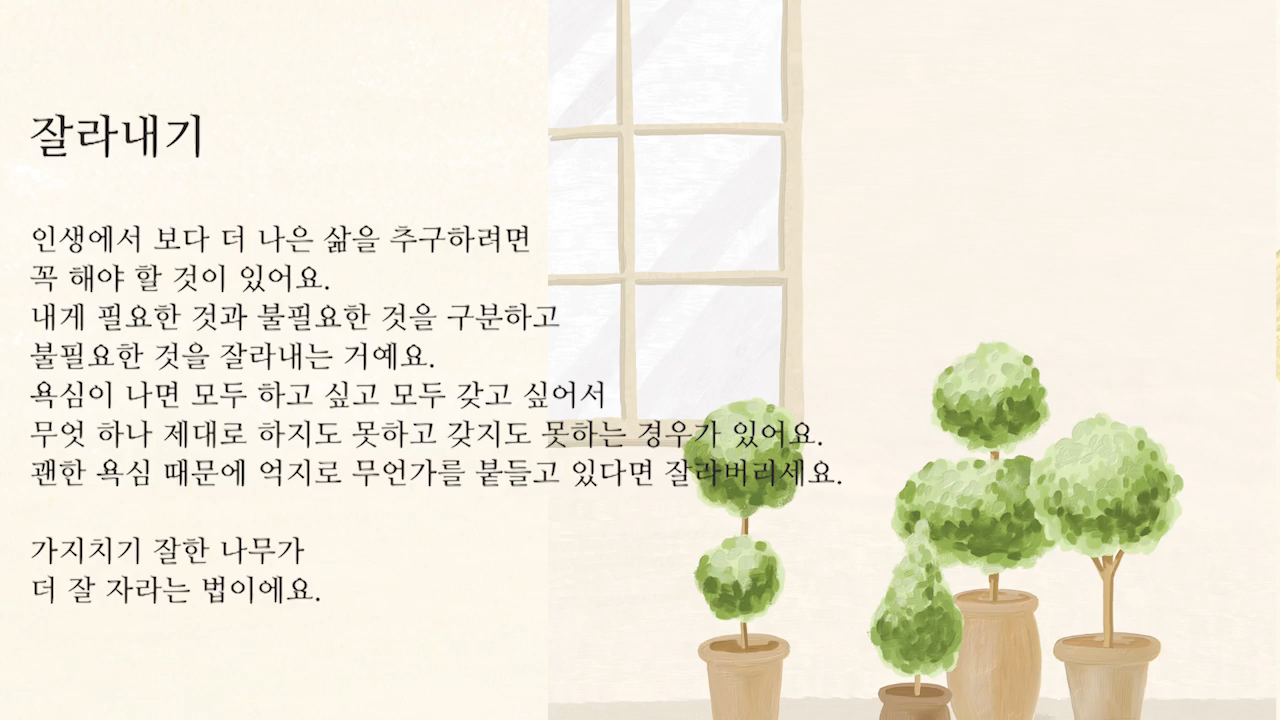 잘라내기
인생에서 보다 더 나은 삶을 추구하려면
꼭 해야 할 것이 있어요.
내게 필요한 것과 불필요한 것을 구분하고
불필요한 것을 잘라내는 거예요.
욕심이 나면 모두 하고 싶고 모두 갖고 싶어서
무엇 하나 제대로 하지도 못하고 갖지도 못하는 경우가 있어요.
괜한 욕심 때문에 억지로 무언가를 붙들고 있다면 잘라버리세요.
가지치기 잘한 나무가
더 잘 자라는 법이에요.